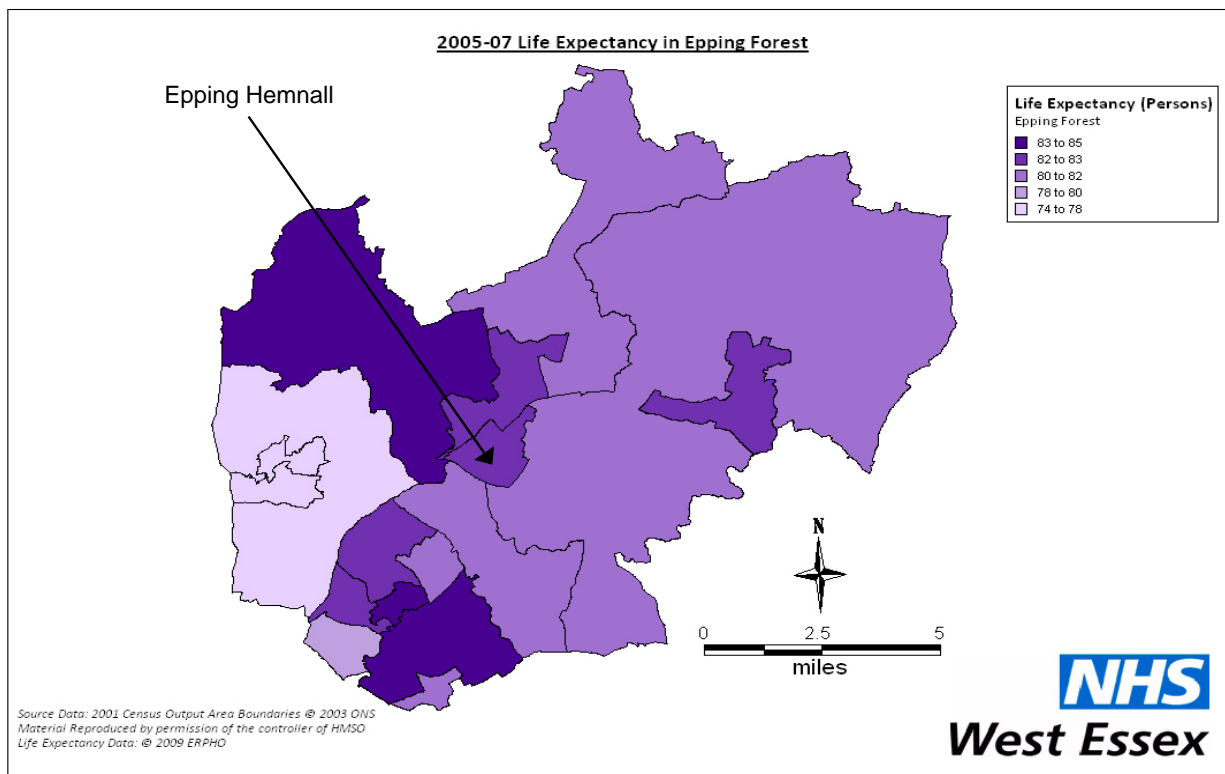 2005-07 Life Expectancy in Epping Forest
Epping Hemnall
Life Expectancy (Persons)
Epping Forest
83 to 85
82 to 83
80 to 82
78 to 80
74 to 78
N
0 2.5 5
miles
Source Data: 2001 Census Output Area Boundaries © 2003 ONS
Material Reproduced by permission of the controller of HMSO
Life Expectancy Data: © 2009 ERPHO
NHS
West Essex